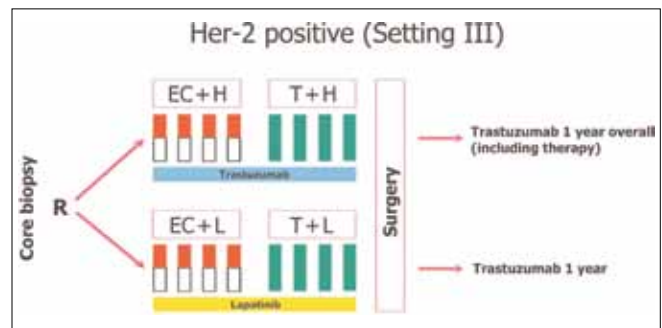 Her-2 positive (Setting III)
EC+H
T+H
Trastuzumab
Core biopsy
R
EC+L
T+L
Lapatinib
Surgery
Trastuzumab 1 year overall
(including therapy)
Trastuzumab 1 year